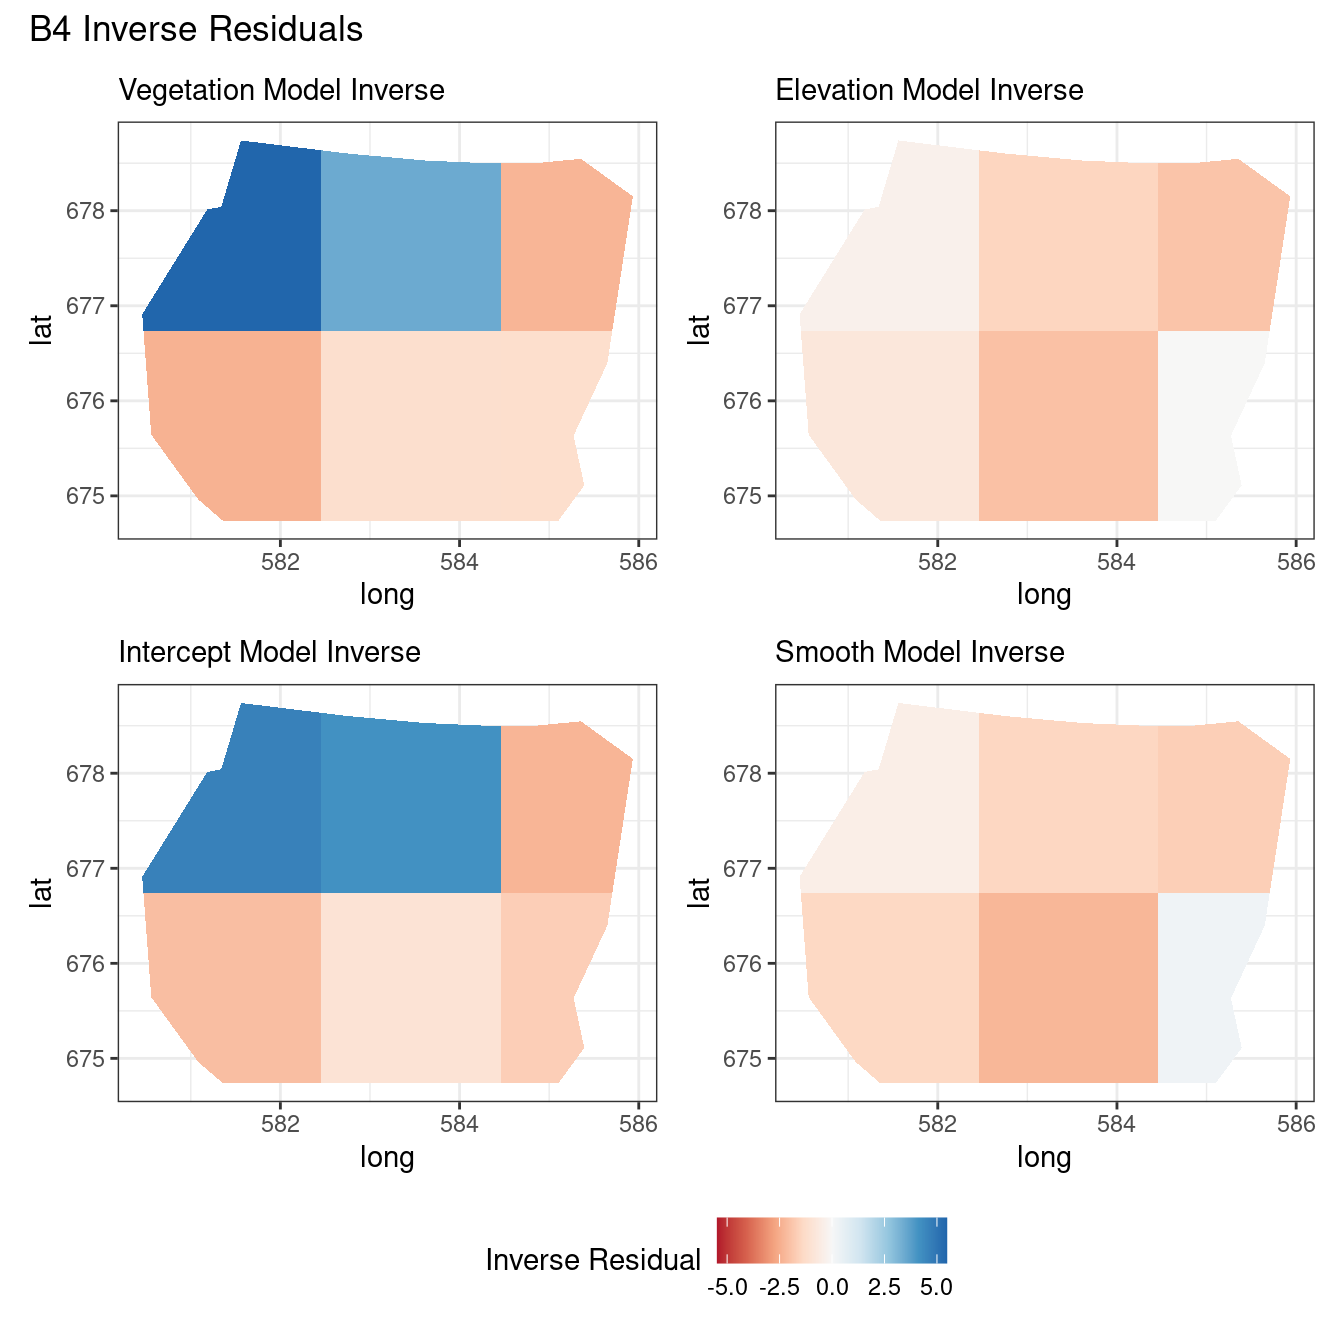 B4 Inverse Residuals
Vegetation Model Inverse
Elevation Model Inverse
678
677
676
675
lat
582 584 586
long
678
677
676
675
lat
582 584 586
long
Intercept Model Inverse
Smooth Model Inverse
678
677
676
675
lat
582 584 586
long
678
677
676
675
lat
582 584 586
long
Inverse Residual
-5.0 -2.5 0.0 2.5 5.0